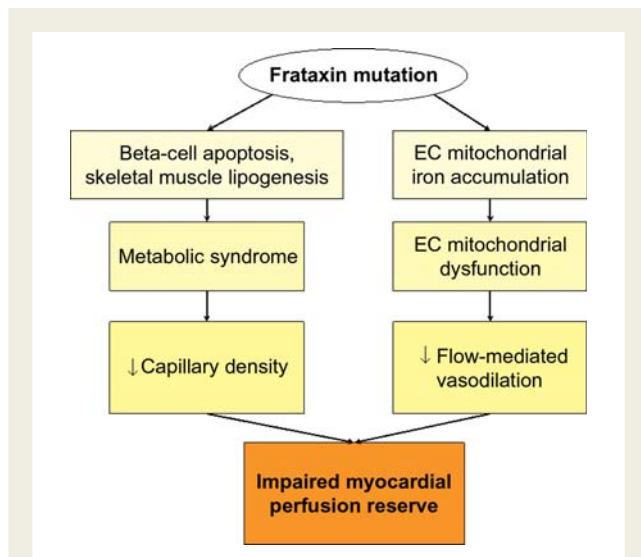 Frataxin mutation
Beta-cell apoptosis,
skeletal muscle lipogenesis
EC mitochondrial
iron accumulation
Metabolic syndrome
EC mitochondrial
dysfunction
↓ Capillary density
↓ Flow-mediated
vasodilation
Impaired myocardial
perfusion reserve